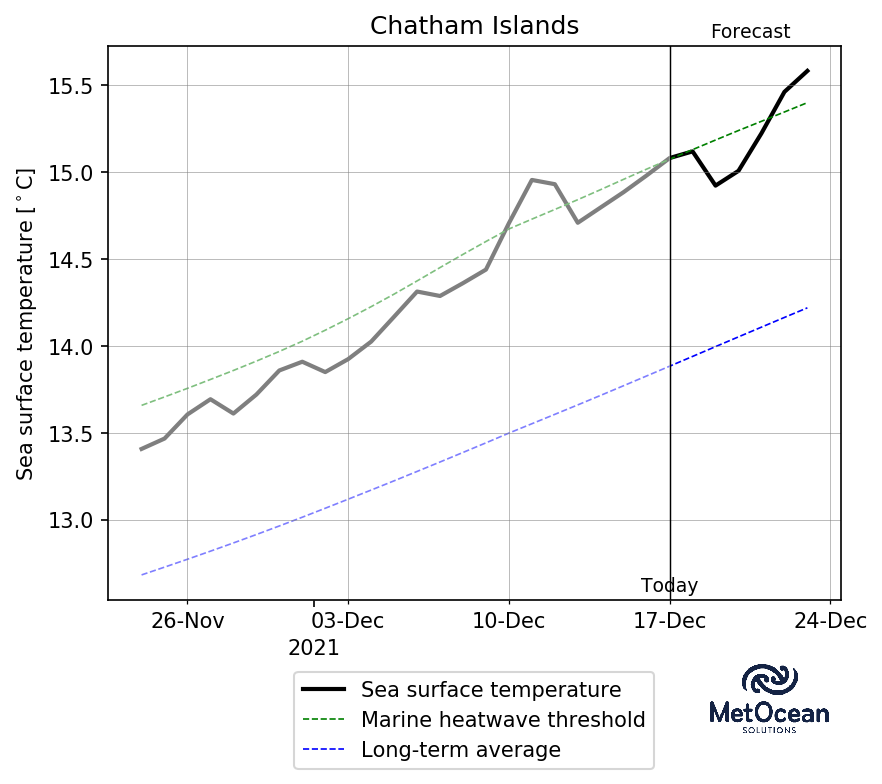 Chatham Islands
Forecast
15.5
15.0
14.5
14.0
13.5
13.0
Sea surface temperature [°C]
Today
26-Nov 03-Dec 10-Dec 17-Dec 24-Dec
2021
Sea surface temperature
Marine heatwave threshold
Long-term average
MetOcean
SOLUTIONS